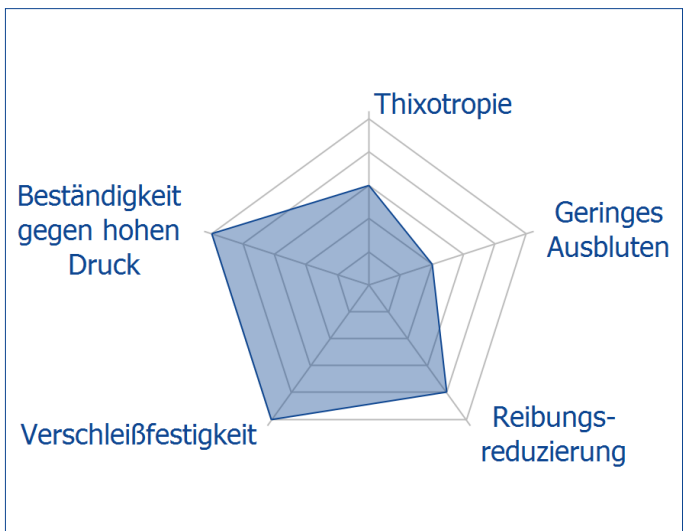 Thixotropie
Beständigkeit
gegen hohen
Druck
Geringes
Ausbluten
Verschleißfestigkeit
Reibungs-
reduzierung